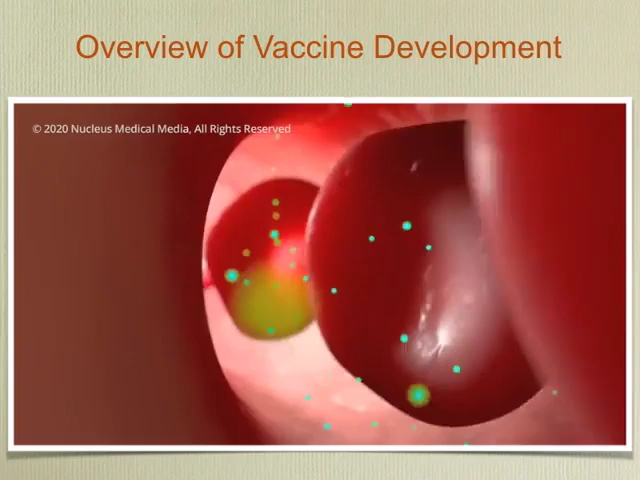 Overview of Vaccine Development
© 2020 Nucleus Medical Media, All Rights Reserved